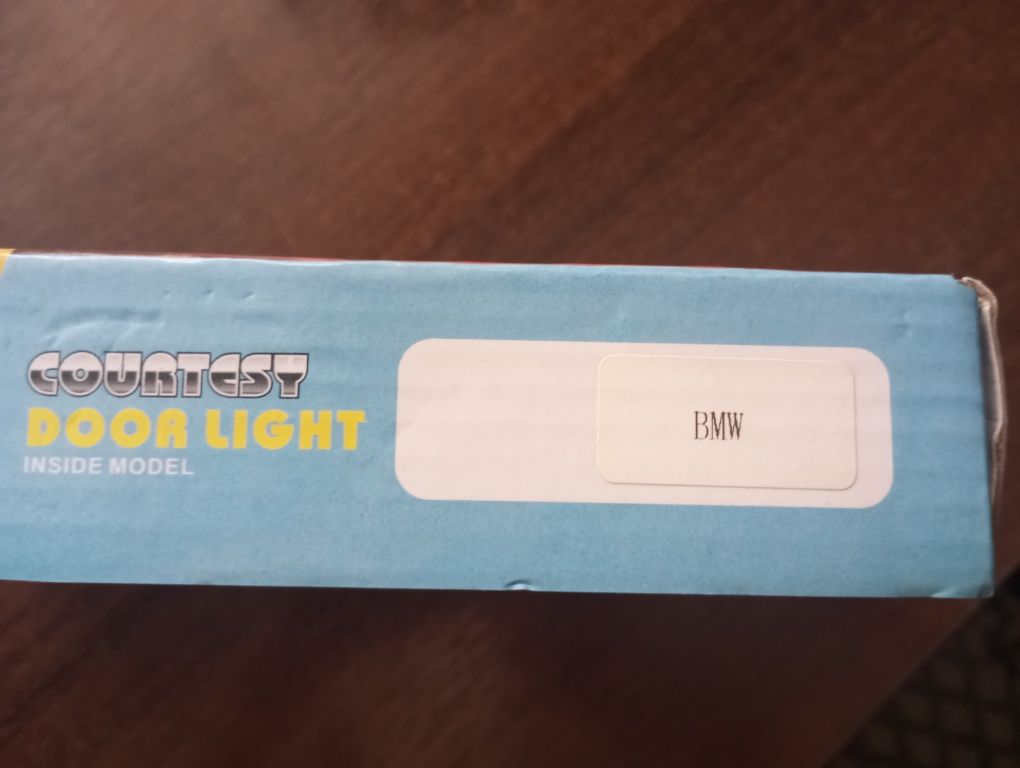 COURTESY
DOOR LIGHT
INSIDE MODEL
BMW